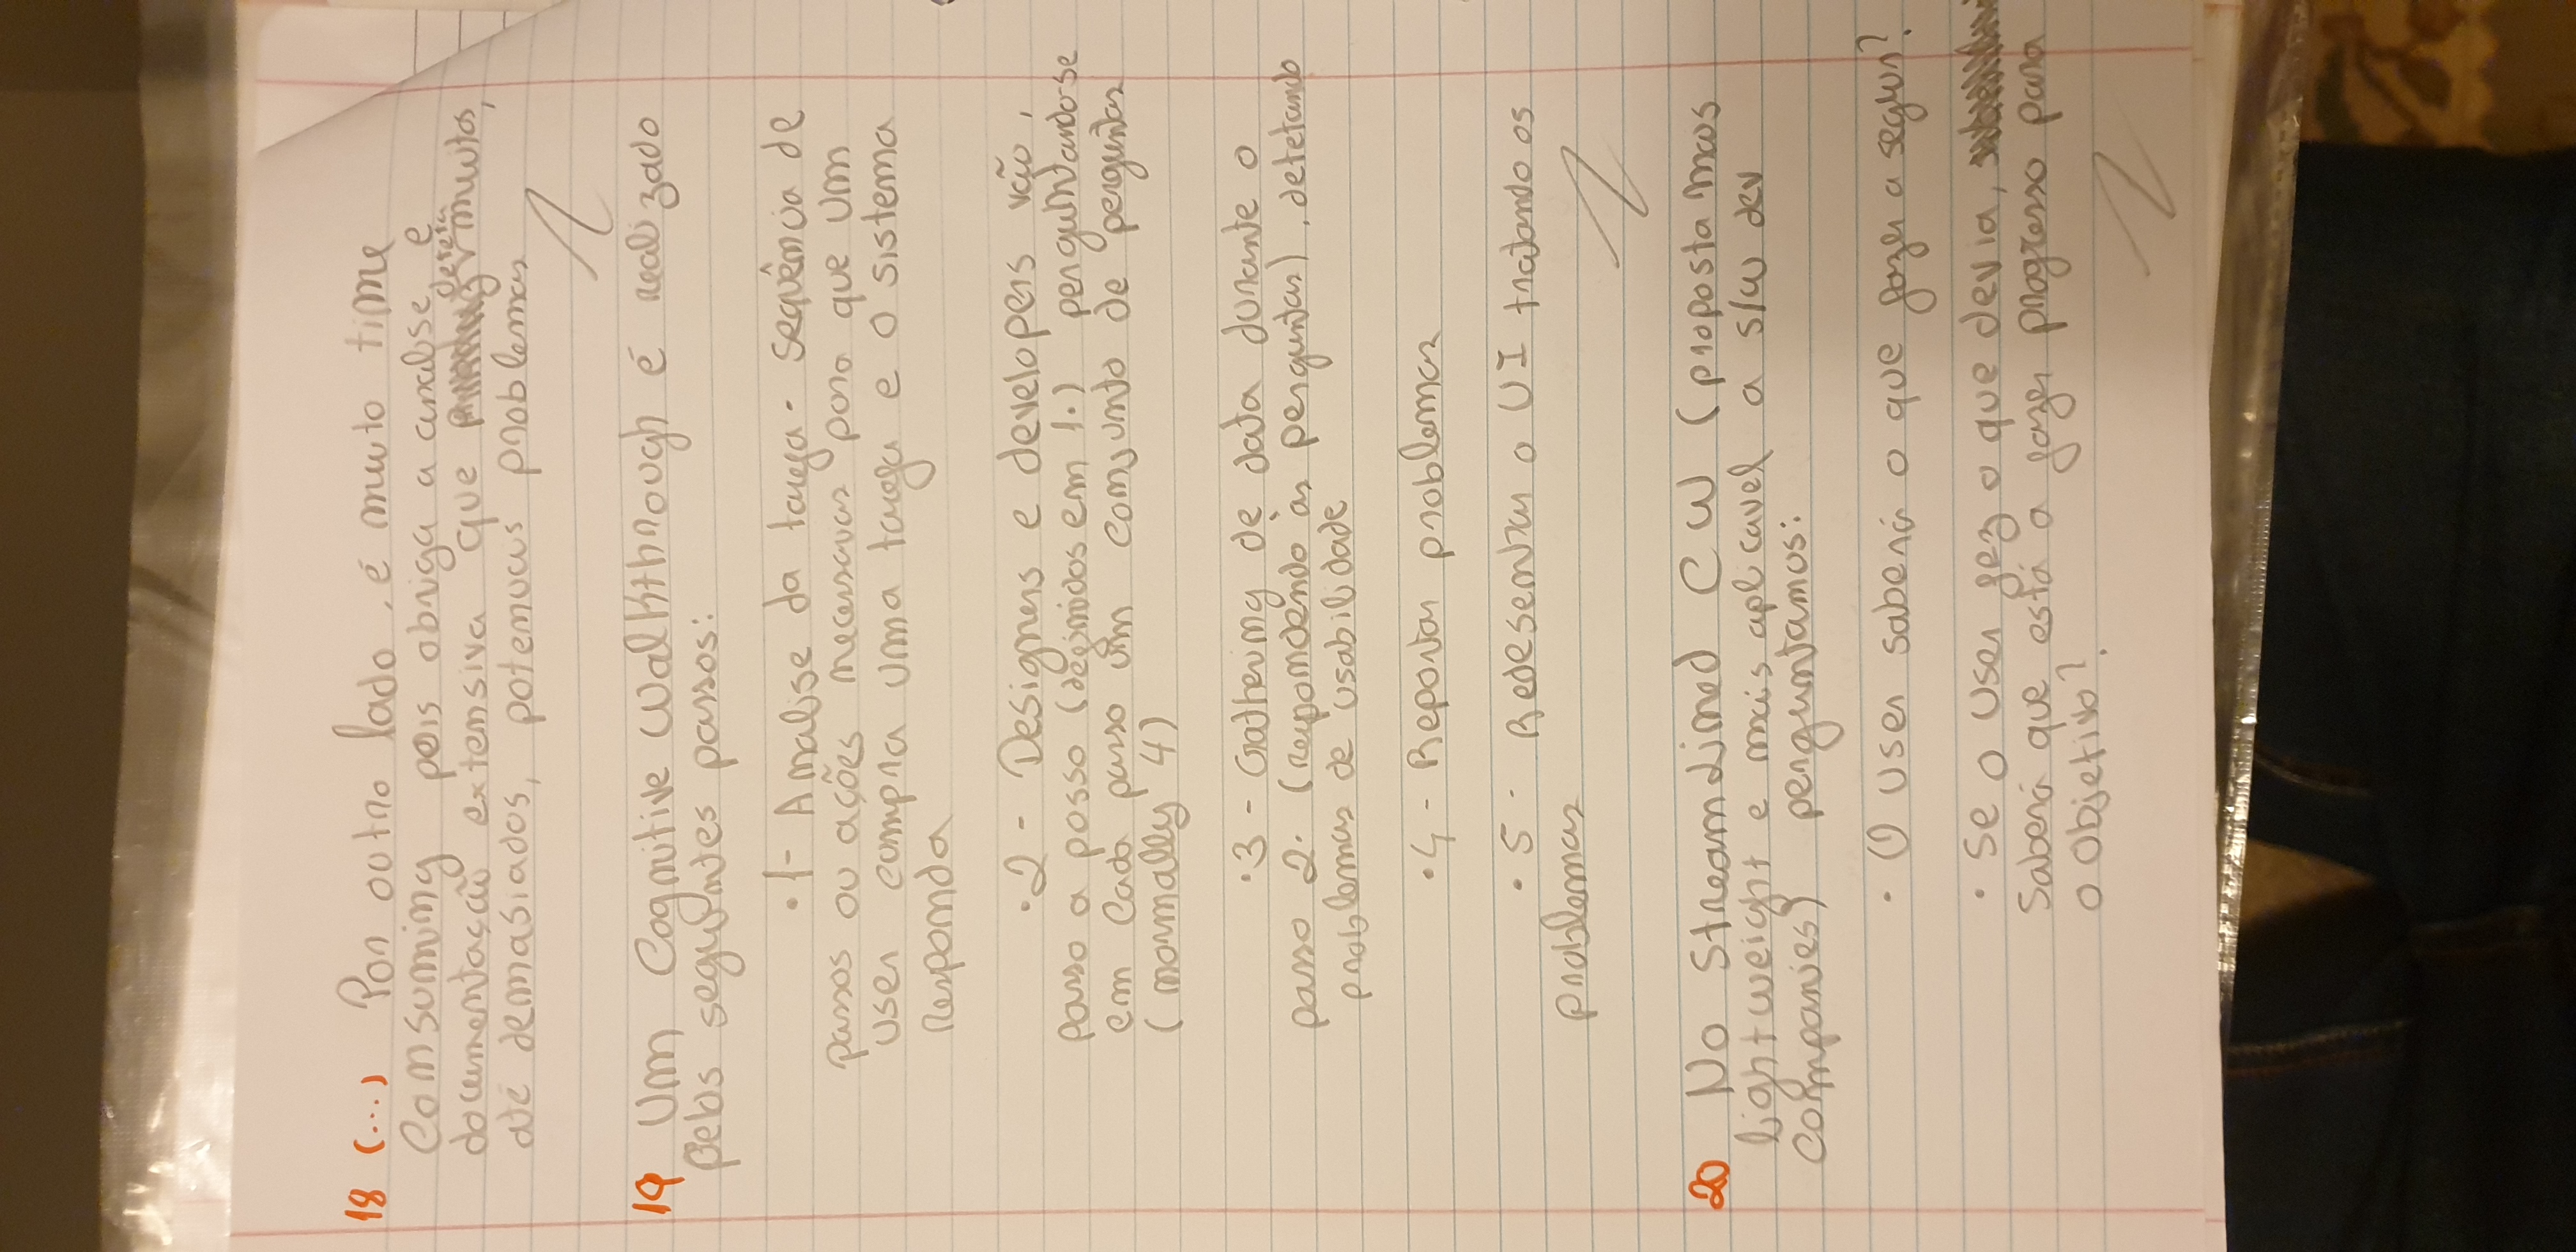 18 (...) Por outro lado, é muito time
consuming pois obriga a analise e
documentação extensiva que deteta muitos,
até demasiados, potenciais problemas
19 Um Cognitive Walkthrough é realizado
pelos seguintes passos:
• 1- Analise da tarefa - sequência de
passos ou ações necessarias para que um
user cumpra uma tarefa e o sistema
responda
• 2 - Designers e developers vão,
passo a passo (definidos em 1.) perguntando-se
em cada passo um conjunto de perguntas
(normally 4)
• 3 - Gathering de data durante o
passo 2. (respondendo às perguntas), detetando
problemas de usabilidade
• 4 - Reportar problemas
• 5 - Redesenhar o UI tratando os
problemas
20 No Streamlined CW (proposta mais
lightweight e mais aplicavel a s/w dev
companies) perguntamos:
• O user saberá o que fazer a seguir?
• Se o user fez o que devia,
saberá que está a fazer progresso para
o objetivo?